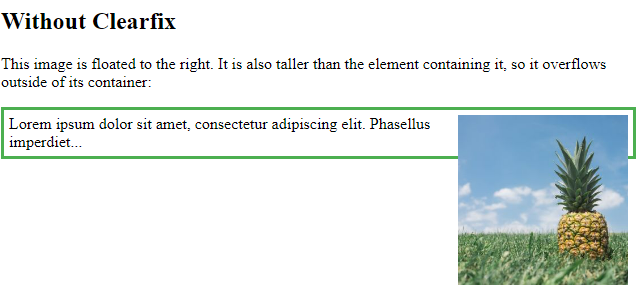 Without Clearfix
This image is floated to the right. It is also taller than the element containing it, so it overflows
outside of its container:
Lorem ipsum dolor sit amet, consectetur adipiscing elit. Phasellus
imperdiet...